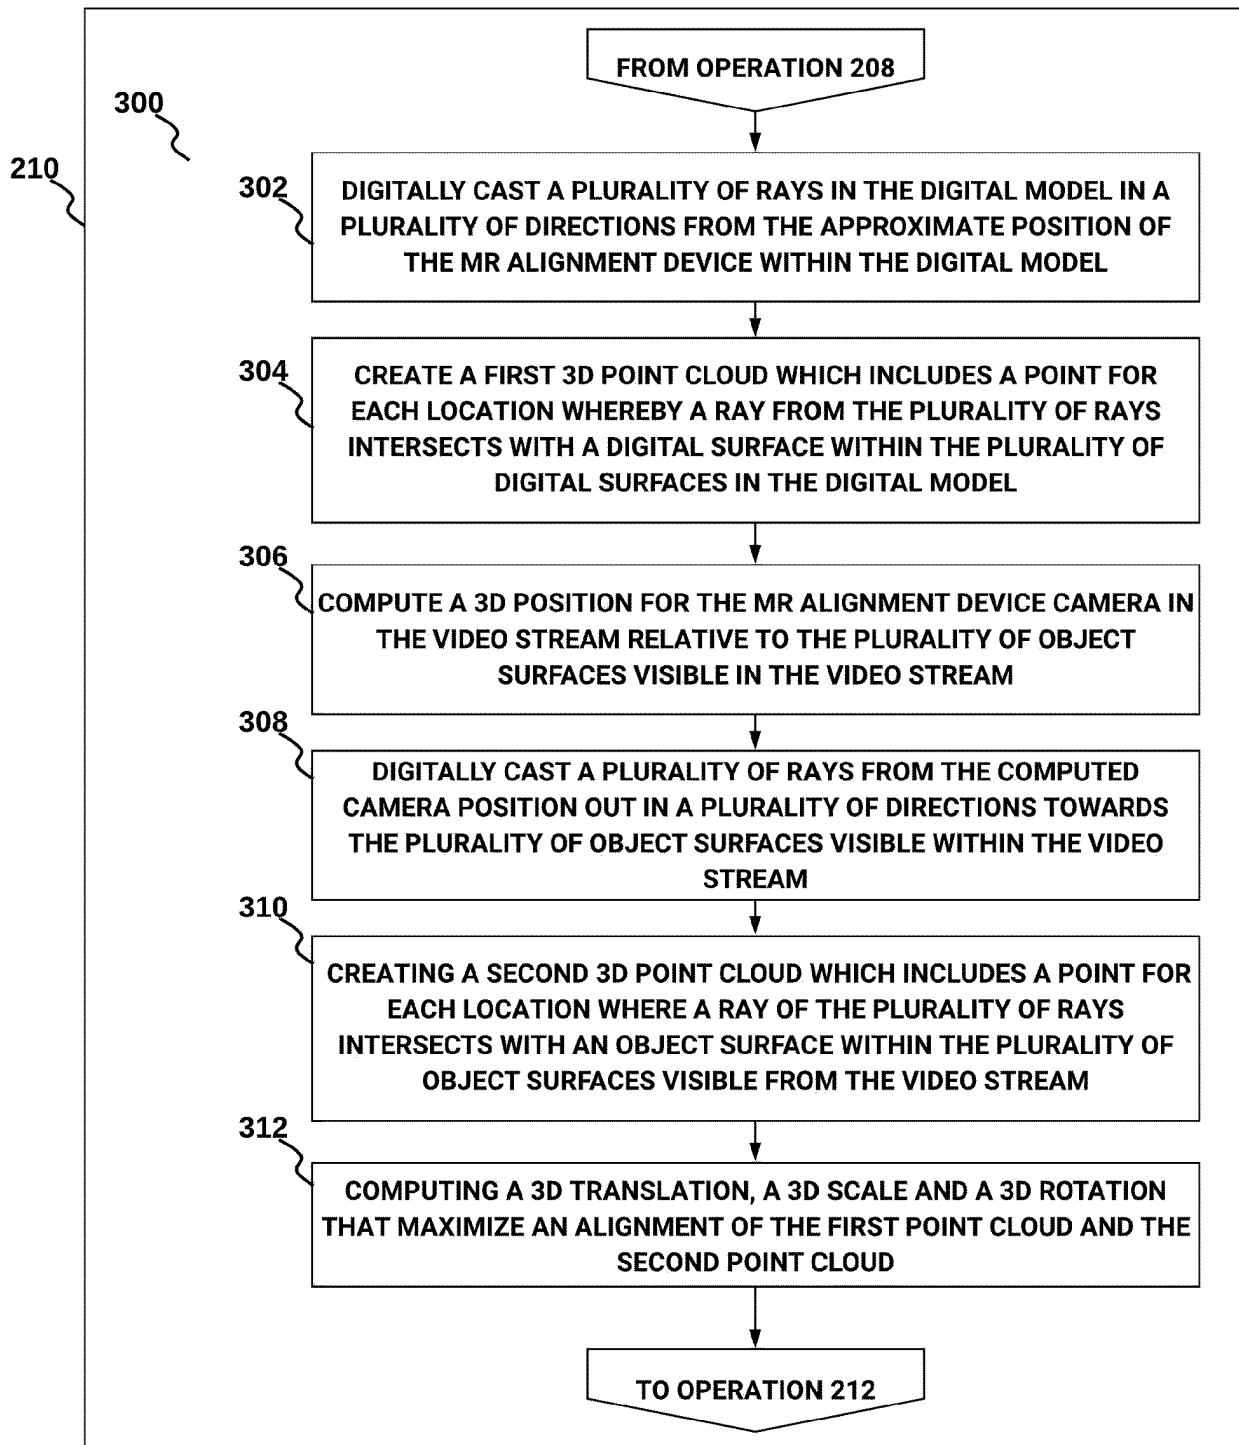 FROM OPERATION 208
300
210
302
DIGITALLY CAST A PLURALITY OF RAYS IN THE DIGITAL MODEL IN A
PLURALITY OF DIRECTIONS FROM THE APPROXIMATE POSITION OF
THE MR ALIGNMENT DEVICE WITHIN THE DIGITAL MODEL
304
CREATE A FIRST 3D POINT CLOUD WHICH INCLUDES A POINT FOR
EACH LOCATION WHEREBY A RAY FROM THE PLURALITY OF RAYS
INTERSECTS WITH A DIGITAL SURFACE WITHIN THE PLURALITY OF
DIGITAL SURFACES IN THE DIGITAL MODEL
306
COMPUTE A 3D POSITION FOR THE MR ALIGNMENT DEVICE CAMERA IN
THE VIDEO STREAM RELATIVE TO THE PLURALITY OF OBJECT
SURFACES VISIBLE IN THE VIDEO STREAM
308
DIGITALLY CAST A PLURALITY OF RAYS FROM THE COMPUTED
CAMERA POSITION OUT IN A PLURALITY OF DIRECTIONS TOWARDS
THE PLURALITY OF OBJECT SURFACES VISIBLE WITHIN THE VIDEO
STREAM
310
CREATING A SECOND 3D POINT CLOUD WHICH INCLUDES A POINT FOR
EACH LOCATION WHERE A RAY OF THE PLURALITY OF RAYS
INTERSECTS WITH AN OBJECT SURFACE WITHIN THE PLURALITY OF
OBJECT SURFACES VISIBLE FROM THE VIDEO STREAM
312
COMPUTING A 3D TRANSLATION, A 3D SCALE AND A 3D ROTATION
THAT MAXIMIZE AN ALIGNMENT OF THE FIRST POINT CLOUD AND THE
SECOND POINT CLOUD
TO OPERATION 212